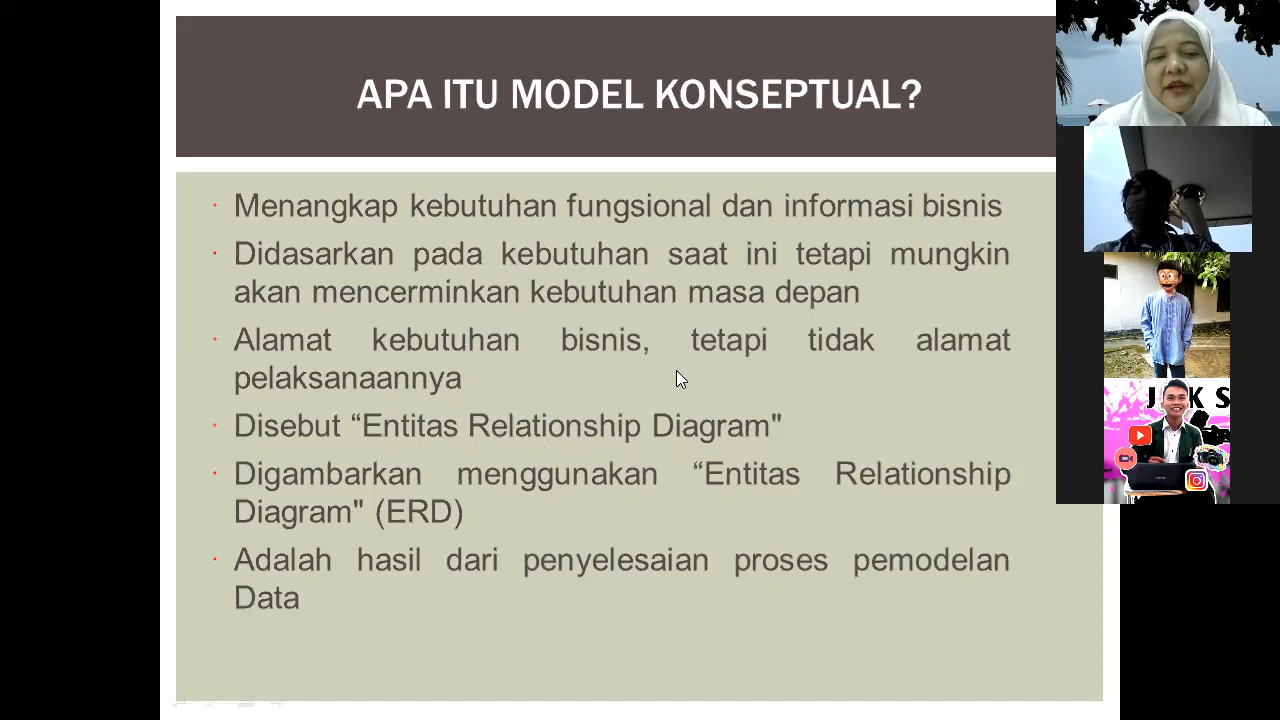 APA ITU MODEL KONSEPTUAL?
· Menangkap kebutuhan fungsional dan informasi bisnis
· Didasarkan pada kebutuhan saat ini tetapi mungkin
akan mencerminkan kebutuhan masa depan
· Alamat kebutuhan bisnis, tetapi tidak alamat
pelaksanaannya
· Disebut “Entitas Relationship Diagram"
· Digambarkan menggunakan “Entitas Relationship
Diagram" (ERD)
· Adalah hasil dari penyelesaian proses pemodelan
Data